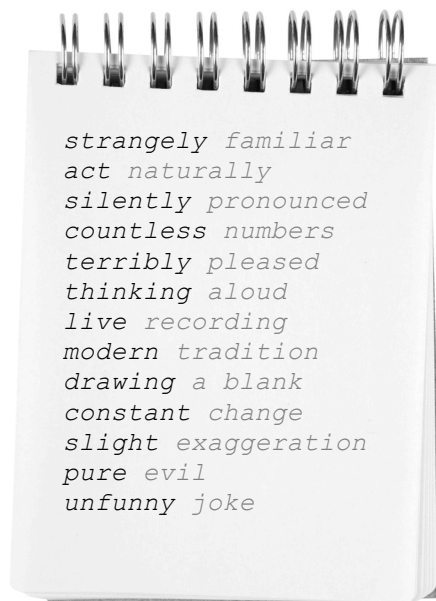 strangely familiar
act naturally
silently pronounced
countless numbers
terribly pleased
thinking aloud
live recording
modern tradition
drawing a blank
constant change
slight exaggeration
pure evil
unfunny joke